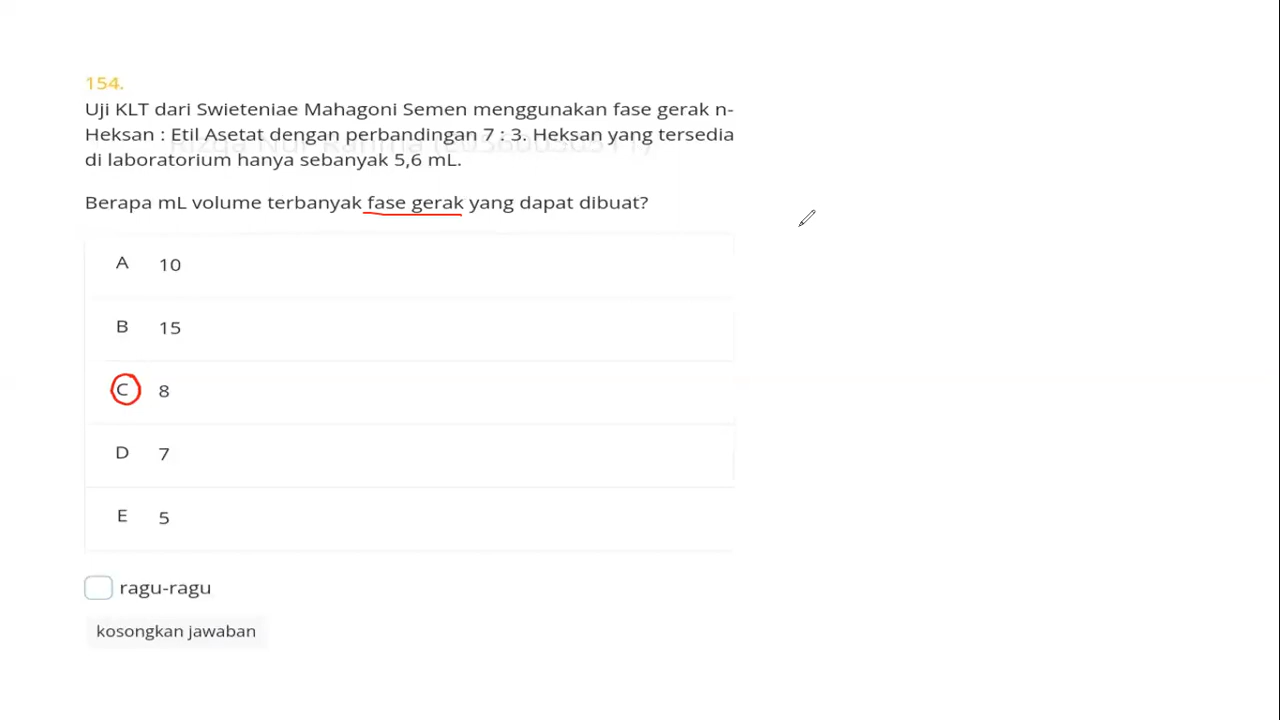 154.
Uji KLT dari Swieteniae Mahagoni Semen menggunakan fase gerak n-
Heksan : Etil Asetat dengan perbandingan 7 : 3. Heksan yang tersedia
di laboratorium hanya sebanyak 5,6 mL.
Berapa mL volume terbanyak fase gerak yang dapat dibuat?
A 10
B 15
C 8
D 7
E 5
ragu-ragu
kosongkan jawaban